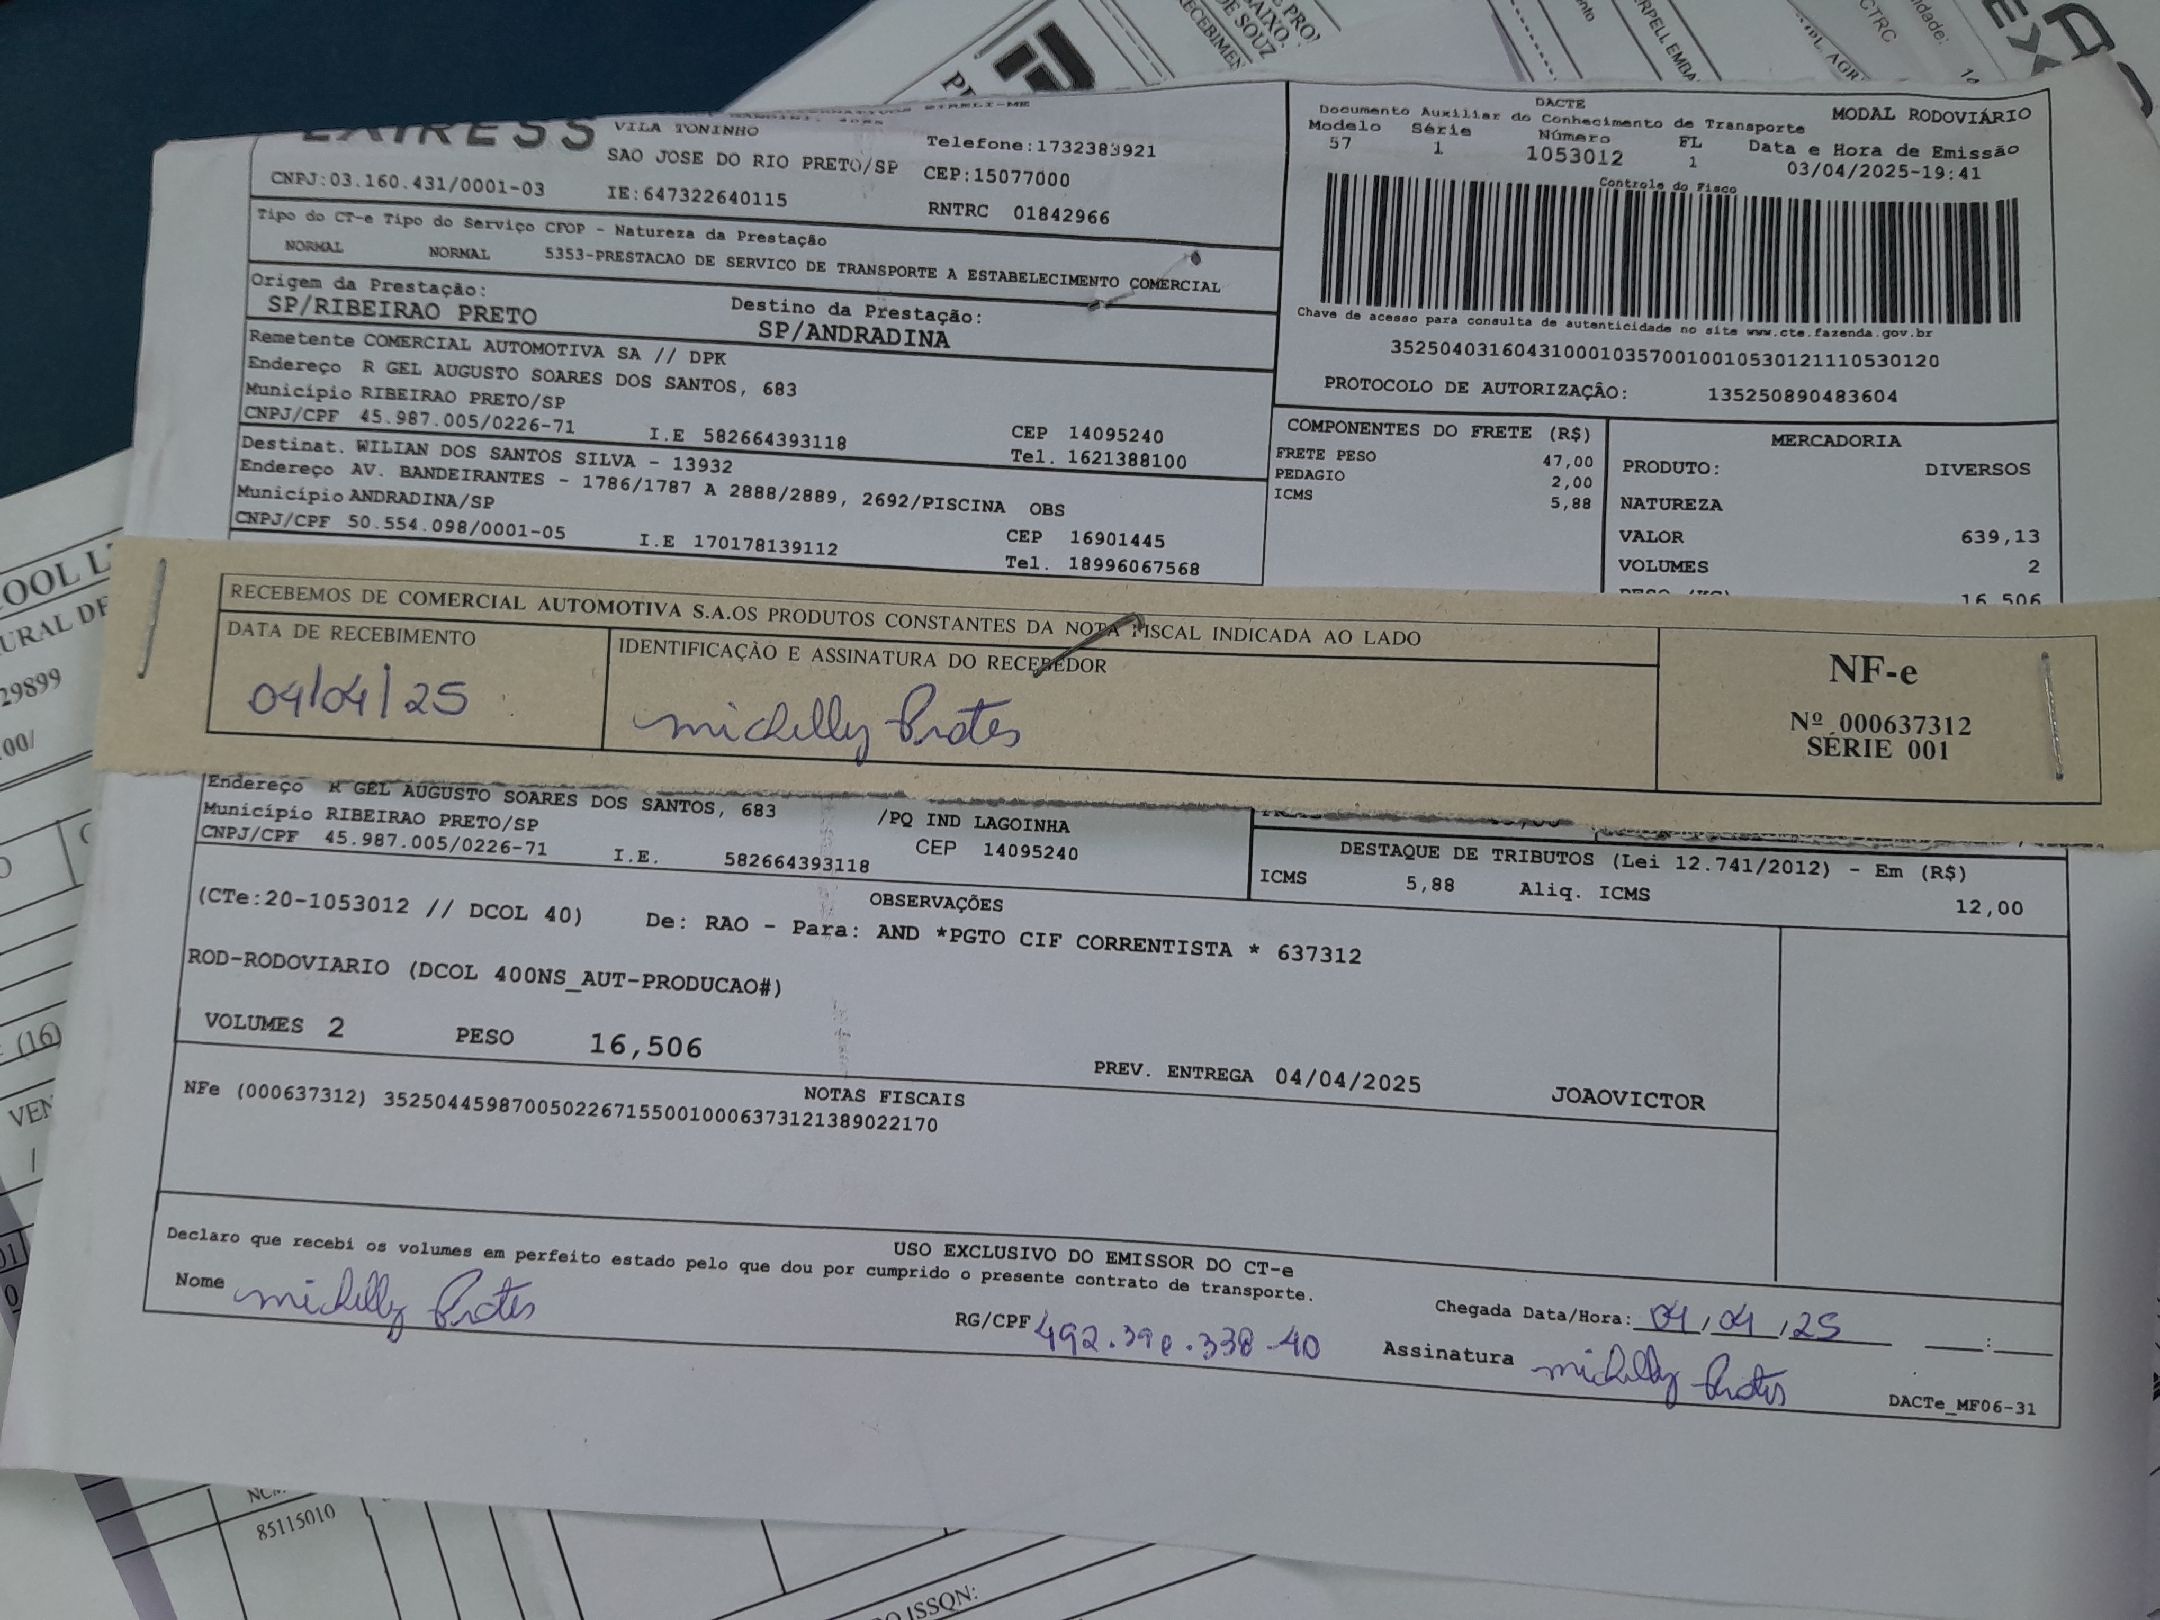 EXPRESS VILA TONINHO
SAO JOSE DO RIO PRETO/SP
Telefone:1732383921
CEP:15077000
CNPJ:03.160.431/0001-03 IE:647322640115 RNTRC 01842966
Tipo do CT-e Tipo do Serviço CFOP - Natureza da Prestação
NORMAL NORMAL 5353-PRESTACAO DE SERVICO DE TRANSPORTE A ESTABELECIMENTO COMERCIAL
Origem da Prestação: Destino da Prestação:
SP/RIBEIRAO PRETO SP/ANDRADINA
Remetente COMERCIAL AUTOMOTIVA SA // DPK
Endereço R GEL AUGUSTO SOARES DOS SANTOS, 683
Município RIBEIRAO PRETO/SP CEP 14095240
CNPJ/CPF 45.987.005/0226-71 I.E 582664393118 Tel. 1621388100
Destinat. WILIAN DOS SANTOS SILVA - 13932
Endereço AV. BANDEIRANTES - 1786/1787 A 2888/2889, 2692/PISCINA OBS
Município ANDRADINA/SP CEP 16901445
CNPJ/CPF 50.554.098/0001-05 I.E 170178139112 Tel. 18996067568
DACTE MODAL RODOVIÁRIO
Documento Auxiliar do Conhecimento de Transporte
Modelo Série Número FL Data e Hora de Emissão
57 1 1053012 1 03/04/2025-19:41
Controle do Fisco
Chave de acesso para consulta de autenticidade no site www.cte.fazenda.gov.br
35250403160431000103570010010530121110530120
PROTOCOLO DE AUTORIZAÇÃO: 135250890483604
COMPONENTES DO FRETE (R$)
FRETE PESO 47,00
PEDAGIO 2,00
ICMS 5,88
MERCADORIA
PRODUTO: DIVERSOS
NATUREZA
VALOR 639,13
VOLUMES 2
16,506
RECEBEMOS DE COMERCIAL AUTOMOTIVA S.A.OS PRODUTOS CONSTANTES DA NOTA FISCAL INDICADA AO LADO
DATA DE RECEBIMENTO IDENTIFICAÇÃO E ASSINATURA DO RECEBEDOR
04/04/25 michelly Prates
NF-e
Nº 000637312
SÉRIE 001
Endereço R GEL AUGUSTO SOARES DOS SANTOS, 683 /PQ IND LAGOINHA
Município RIBEIRAO PRETO/SP CEP 14095240
CNPJ/CPF 45.987.005/0226-71 I.E. 582664393118
DESTAQUE DE TRIBUTOS (Lei 12.741/2012) - Em (R$)
ICMS 5,88 Aliq. ICMS 12,00
OBSERVAÇÕES
(CTe:20-1053012 // DCOL 40) De: RAO - Para: AND *PGTO CIF CORRENTISTA * 637312
ROD-RODOVIARIO (DCOL 400NS_AUT-PRODUCAO#)
VOLUMES 2 PESO 16,506
PREV. ENTREGA 04/04/2025 JOAOVICTOR
NOTAS FISCAIS
NFe (000637312) 35250445987005022671550010006373121389022170
USO EXCLUSIVO DO EMISSOR DO CT-e
Declaro que recebi os volumes em perfeito estado pelo que dou por cumprido o presente contrato de transporte.
Nome michelly Prates RG/CPF Chegada Data/Hora: 04/04/25 :
Assinatura michelly Prates
DACTe_MF06-31
85115010